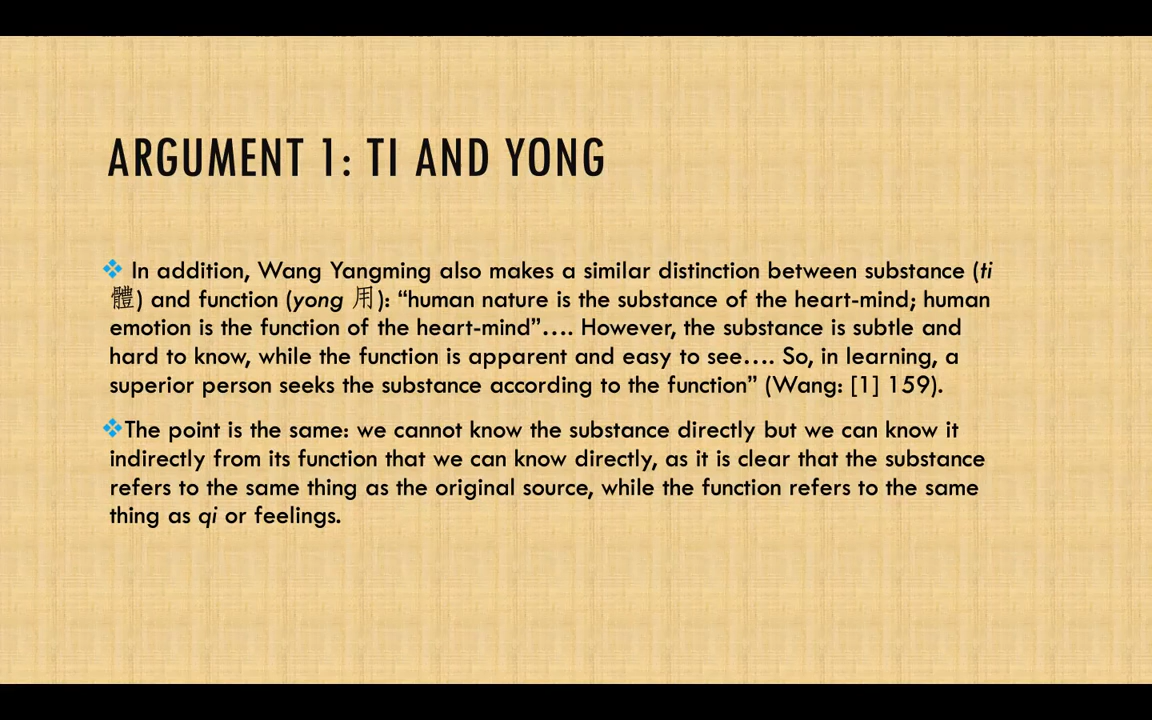 ARGUMENT 1: TI AND YONG
❖ In addition, Wang Yangming also makes a similar distinction between substance (ti
體) and function (yong 用): “human nature is the substance of the heart-mind; human
emotion is the function of the heart-mind”…. However, the substance is subtle and
hard to know, while the function is apparent and easy to see…. So, in learning, a
superior person seeks the substance according to the function” (Wang: [1] 159).
❖The point is the same: we cannot know the substance directly but we can know it
indirectly from its function that we can know directly, as it is clear that the substance
refers to the same thing as the original source, while the function refers to the same
thing as qi or feelings.